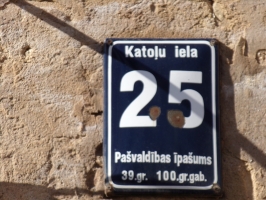 Katoļu iela
25
Pašvaldības īpašums
39.gr. 100.gr.gab.